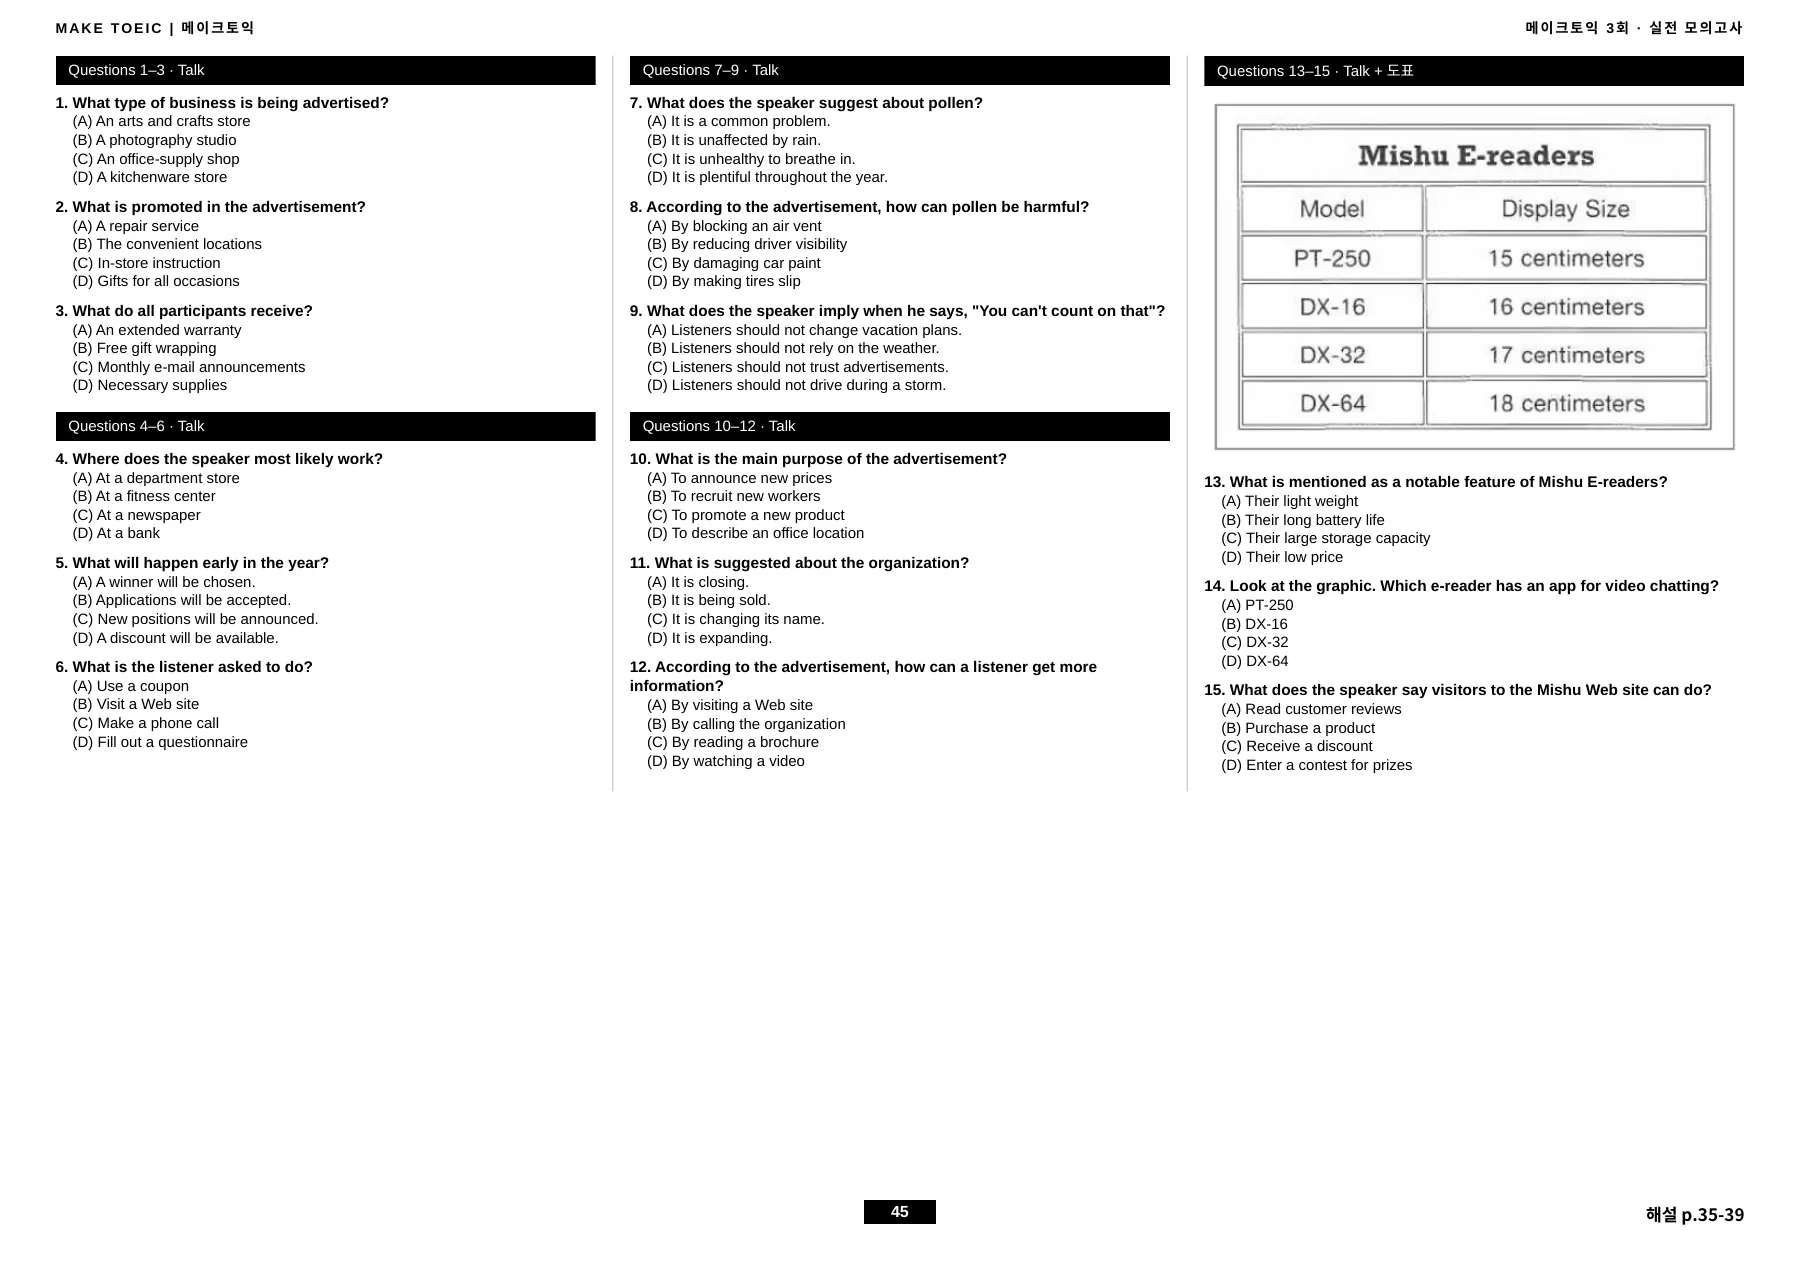 MAKE TOEIC | 메이크토익
메이크토익 3회 · 실전 모의고사
Questions 1–3 · Talk
1. What type of business is being advertised?
(A) An arts and crafts store
(B) A photography studio
(C) An office-supply shop
(D) A kitchenware store
2. What is promoted in the advertisement?
(A) A repair service
(B) The convenient locations
(C) In-store instruction
(D) Gifts for all occasions
3. What do all participants receive?
(A) An extended warranty
(B) Free gift wrapping
(C) Monthly e-mail announcements
(D) Necessary supplies
Questions 4–6 · Talk
4. Where does the speaker most likely work?
(A) At a department store
(B) At a fitness center
(C) At a newspaper
(D) At a bank
5. What will happen early in the year?
(A) A winner will be chosen.
(B) Applications will be accepted.
(C) New positions will be announced.
(D) A discount will be available.
6. What is the listener asked to do?
(A) Use a coupon
(B) Visit a Web site
(C) Make a phone call
(D) Fill out a questionnaire
Questions 7–9 · Talk
7. What does the speaker suggest about pollen?
(A) It is a common problem.
(B) It is unaffected by rain.
(C) It is unhealthy to breathe in.
(D) It is plentiful throughout the year.
8. According to the advertisement, how can pollen be harmful?
(A) By blocking an air vent
(B) By reducing driver visibility
(C) By damaging car paint
(D) By making tires slip
9. What does the speaker imply when he says, "You can't count on that"?
(A) Listeners should not change vacation plans.
(B) Listeners should not rely on the weather.
(C) Listeners should not trust advertisements.
(D) Listeners should not drive during a storm.
Questions 10–12 · Talk
10. What is the main purpose of the advertisement?
(A) To announce new prices
(B) To recruit new workers
(C) To promote a new product
(D) To describe an office location
11. What is suggested about the organization?
(A) It is closing.
(B) It is being sold.
(C) It is changing its name.
(D) It is expanding.
12. According to the advertisement, how can a listener get more
information?
(A) By visiting a Web site
(B) By calling the organization
(C) By reading a brochure
(D) By watching a video
Questions 13–15 · Talk + 도표
Mishu E-readers
Model Display Size
PT-250 15 centimeters
DX-16 16 centimeters
DX-32 17 centimeters
DX-64 18 centimeters
13. What is mentioned as a notable feature of Mishu E-readers?
(A) Their light weight
(B) Their long battery life
(C) Their large storage capacity
(D) Their low price
14. Look at the graphic. Which e-reader has an app for video chatting?
(A) PT-250
(B) DX-16
(C) DX-32
(D) DX-64
15. What does the speaker say visitors to the Mishu Web site can do?
(A) Read customer reviews
(B) Purchase a product
(C) Receive a discount
(D) Enter a contest for prizes
45
해설 p.35-39